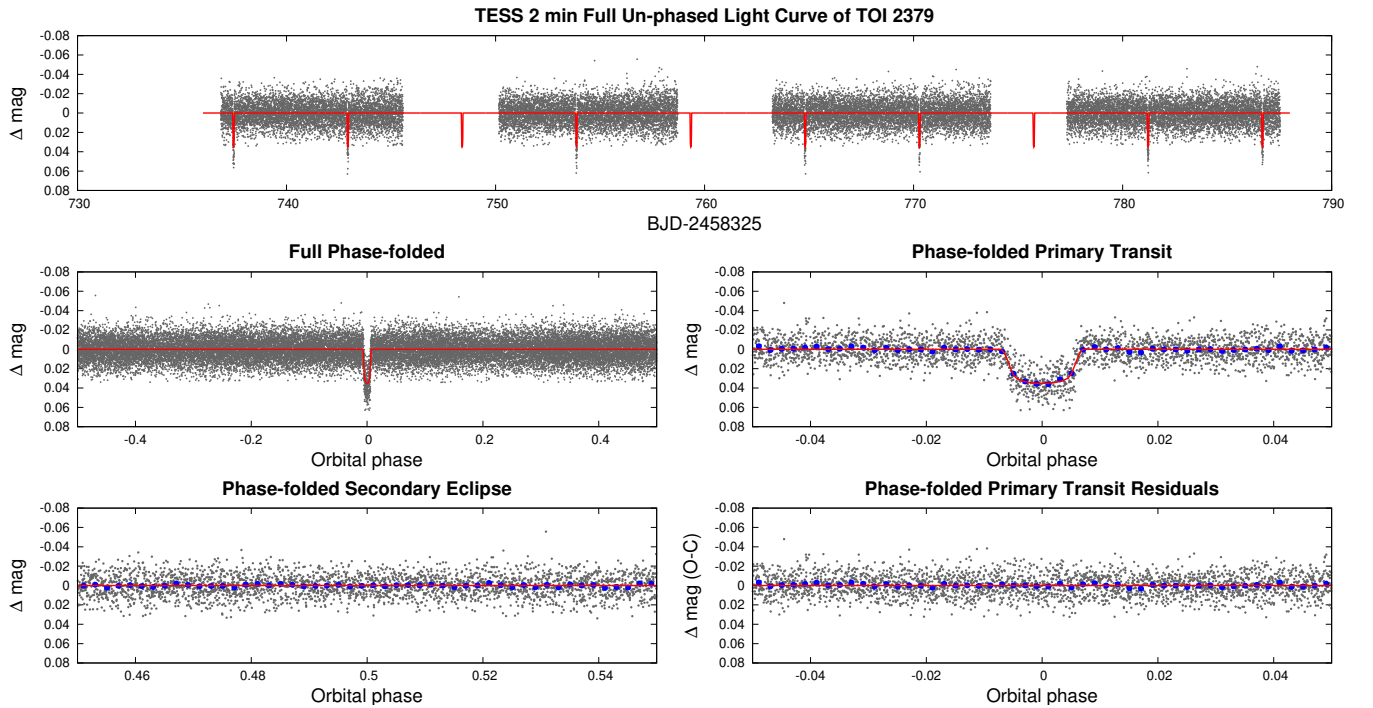 TESS 2 min Full Un-phased Light Curve of TOI 2379
-0.08
-0.06
-0.04
-0.02
0
0.02
0.04
0.06
0.08
Δ mag
730 740 750 760 770 780 790
BJD-2458325
Full Phase-folded
-0.08
-0.06
-0.04
-0.02
0
0.02
0.04
0.06
0.08
Δ mag
-0.4 -0.2 0 0.2 0.4
Orbital phase
Phase-folded Primary Transit
-0.08
-0.06
-0.04
-0.02
0
0.02
0.04
0.06
0.08
Δ mag
-0.04 -0.02 0 0.02 0.04
Orbital phase
Phase-folded Secondary Eclipse
-0.08
-0.06
-0.04
-0.02
0
0.02
0.04
0.06
0.08
Δ mag
0.46 0.48 0.5 0.52 0.54
Orbital phase
Phase-folded Primary Transit Residuals
-0.08
-0.06
-0.04
-0.02
0
0.02
0.04
0.06
0.08
Δ mag (O-C)
-0.04 -0.02 0 0.02 0.04
Orbital phase